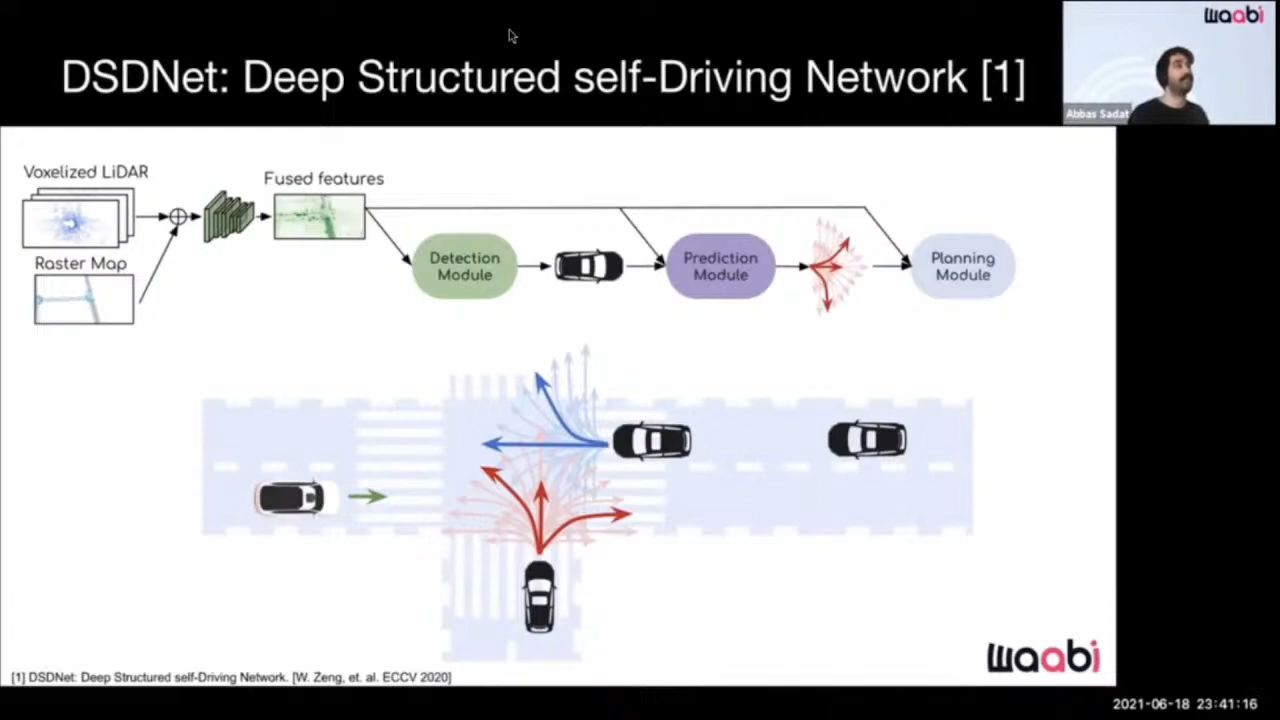 DSDNet: Deep Structured self-Driving Network [1]
waabi
Abbas Sadat
Voxelized LiDAR
Fused features
Raster Map
Detection
Module
Prediction
Module
Planning
Module
waabi
[1] DSDNet: Deep Structured self-Driving Network. [W. Zeng, et. al. ECCV 2020]
2021-06-18 23:41:16